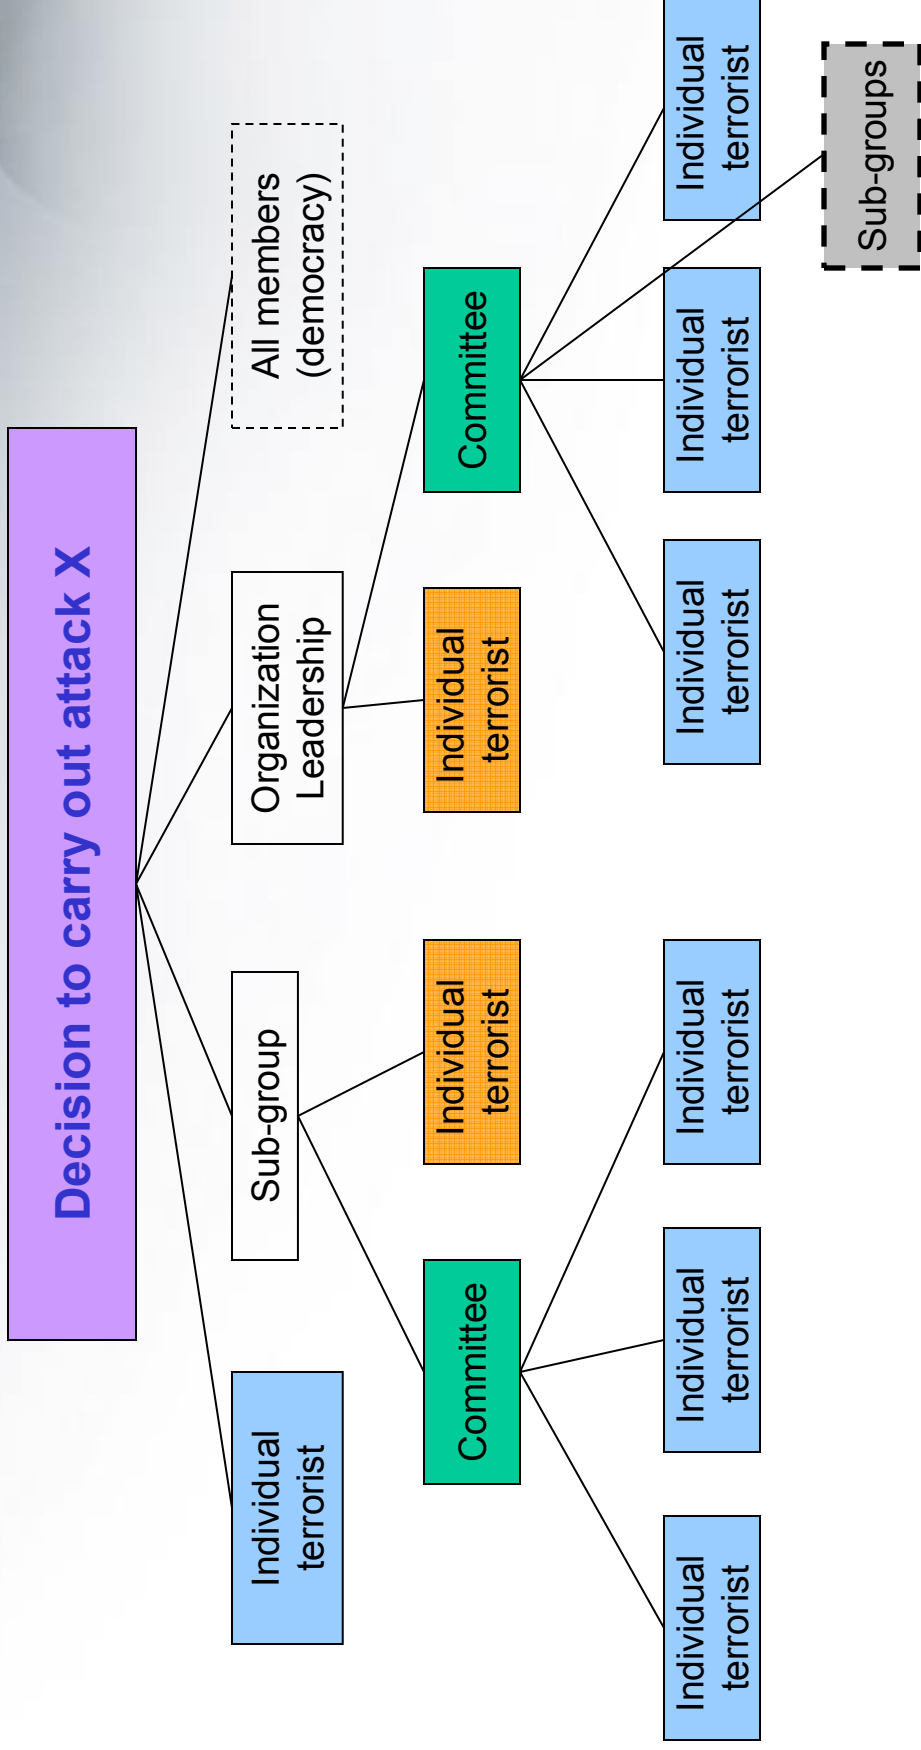 Decision to carry out attack X
Individual
terrorist
Sub-group
Organization
Leadership
All members
(democracy)
Committee
Individual
terrorist
Individual
terrorist
Committee
Individual
terrorist
Individual
terrorist
Individual
terrorist
Individual
terrorist
Individual
terrorist
Individual
terrorist
Sub-groups